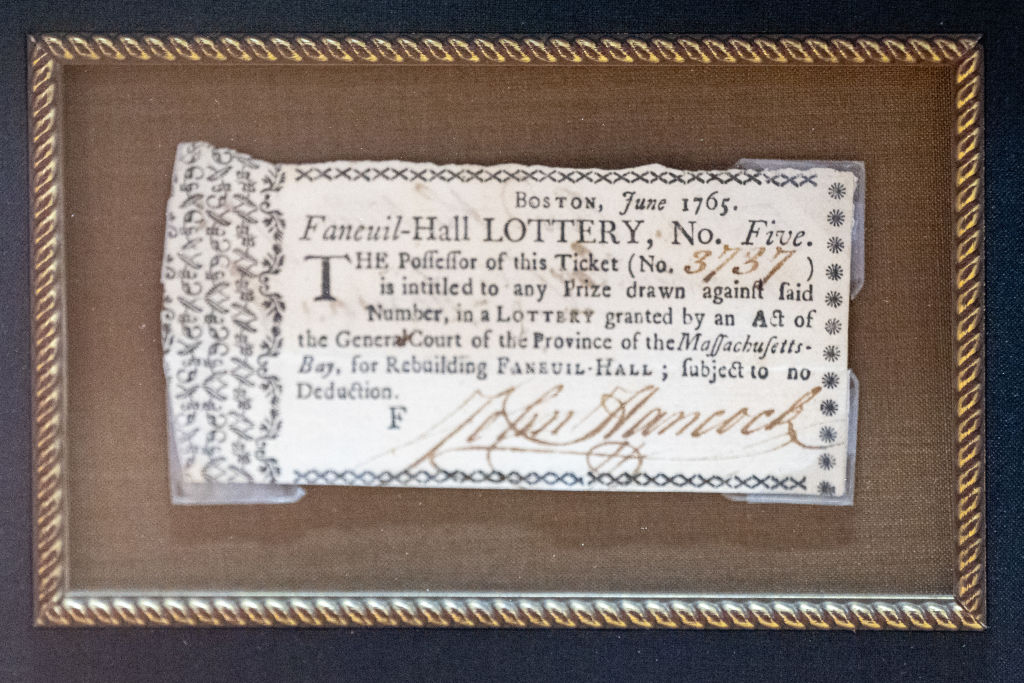 BOSTON, June 1765.
Faneuil-Hall LOTTERY, No. Five.
THE Poſſeſſor of this Ticket (No. 3737)
is intitled to any Prize drawn againſt ſaid
Number, in a LOTTERY granted by an Act of
the General Court of the Province of the Maſſachuſetts-
Bay, for Rebuilding FANEUIL-HALL; ſubject to no
Deduction.
F John Hancock